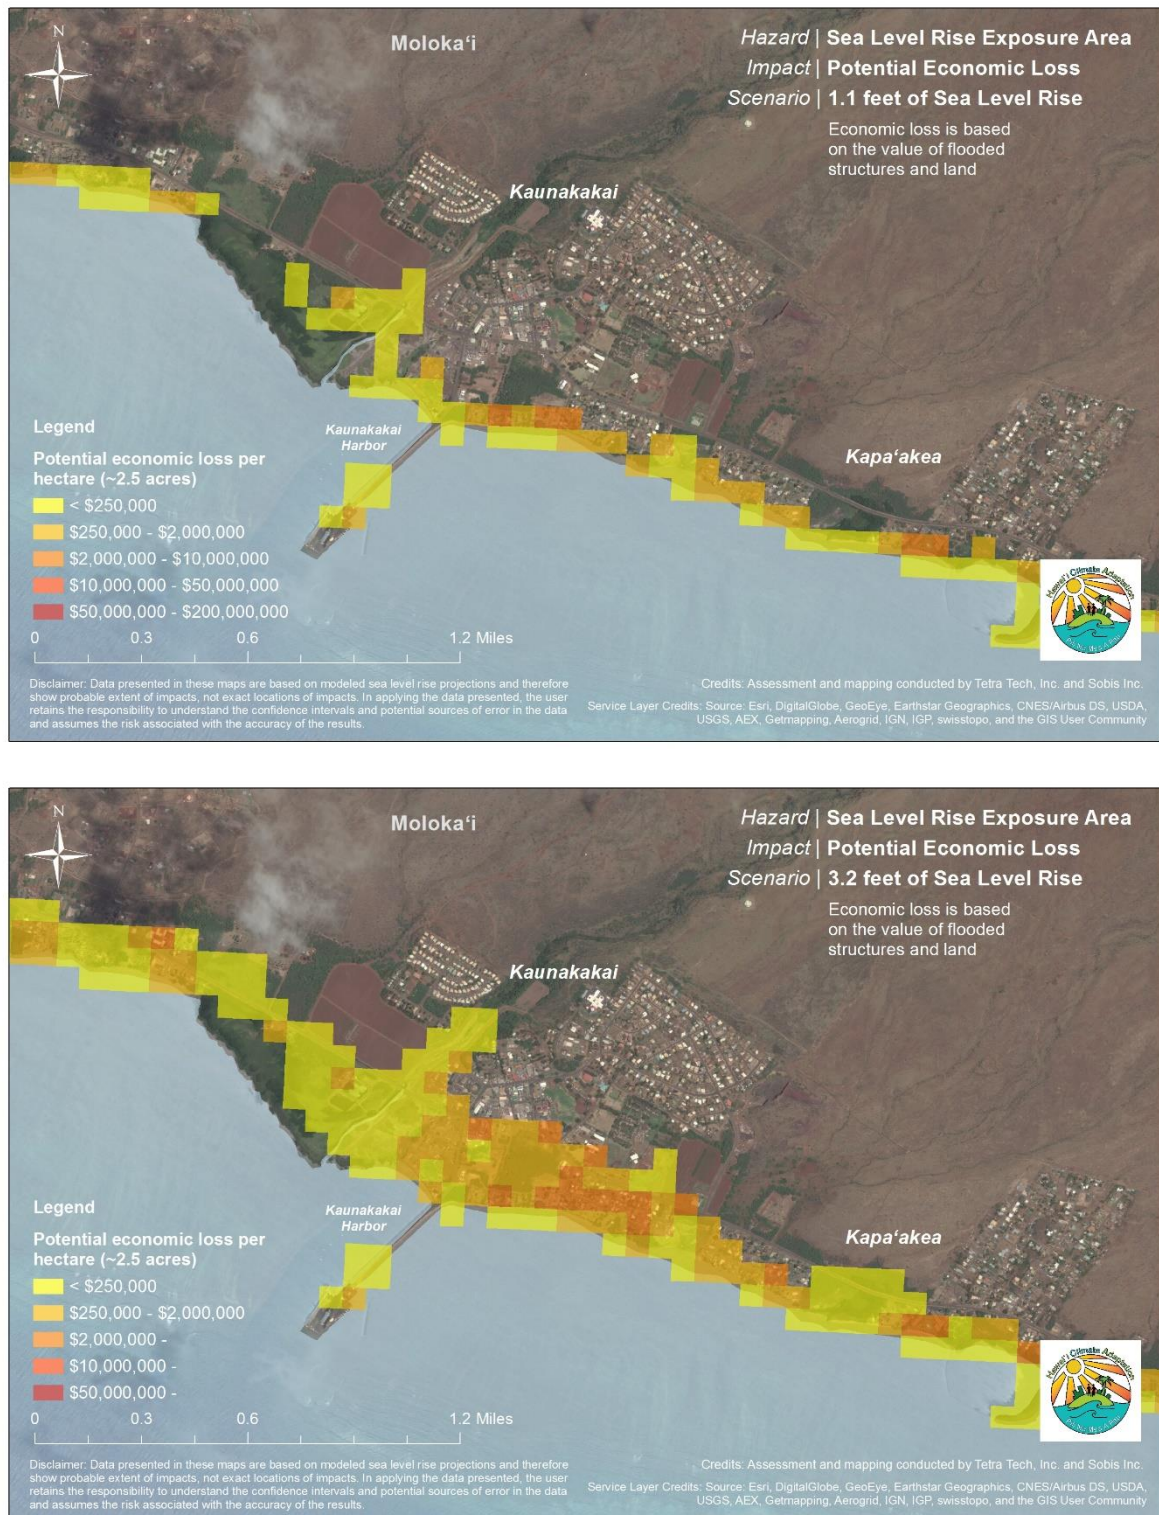 N
Moloka‘i
Hazard | Sea Level Rise Exposure Area
Impact | Potential Economic Loss
Scenario | 1.1 feet of Sea Level Rise
Economic loss is based
on the value of flooded
structures and land
Kaunakakai
Kaunakakai
Harbor
Kapa‘akea
Legend
Potential economic loss per
hectare (~2.5 acres)
< $250,000
$250,000 - $2,000,000
$2,000,000 - $10,000,000
$10,000,000 - $50,000,000
$50,000,000 - $200,000,000
0 0.3 0.6 1.2 Miles
Hawai‘i Climate Adaptation
Disclaimer: Data presented in these maps are based on modeled sea level rise projections and therefore
show probable extent of impacts, not exact locations of impacts. In applying the data presented, the user
retains the responsibility to understand the confidence intervals and potential sources of error in the data
and assumes the risk associated with the accuracy of the results.
Credits: Assessment and mapping conducted by Tetra Tech, Inc. and Sobis Inc.
Service Layer Credits: Source: Esri, DigitalGlobe, GeoEye, Earthstar Geographics, CNES/Airbus DS, USDA,
USGS, AEX, Getmapping, Aerogrid, IGN, IGP, swisstopo, and the GIS User Community
N
Moloka‘i
Hazard | Sea Level Rise Exposure Area
Impact | Potential Economic Loss
Scenario | 3.2 feet of Sea Level Rise
Economic loss is based
on the value of flooded
structures and land
Kaunakakai
Kaunakakai
Harbor
Kapa‘akea
Legend
Potential economic loss per
hectare (~2.5 acres)
< $250,000
$250,000 - $2,000,000
$2,000,000 -
$10,000,000 -
$50,000,000 -
0 0.3 0.6 1.2 Miles
Hawai‘i Climate Adaptation
Disclaimer: Data presented in these maps are based on modeled sea level rise projections and therefore
show probable extent of impacts, not exact locations of impacts. In applying the data presented, the user
retains the responsibility to understand the confidence intervals and potential sources of error in the data
and assumes the risk associated with the accuracy of the results.
Credits: Assessment and mapping conducted by Tetra Tech, Inc. and Sobis Inc.
Service Layer Credits: Source: Esri, DigitalGlobe, GeoEye, Earthstar Geographics, CNES/Airbus DS, USDA,
USGS, AEX, Getmapping, Aerogrid, IGN, IGP, swisstopo, and the GIS User Community